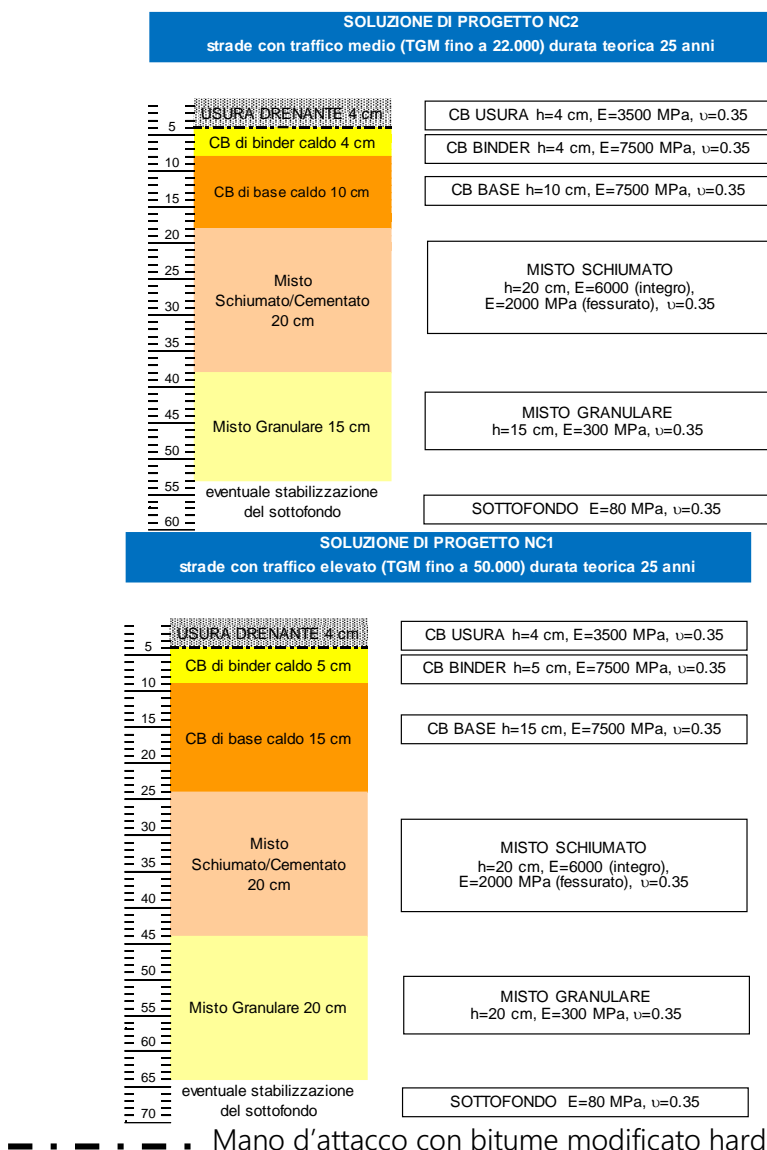 SOLUZIONE DI PROGETTO NC2
strade con traffico medio (TGM fino a 22.000) durata teorica 25 anni
USURA DRENANTE 4 cm
CB USURA h=4 cm, E=3500 MPa, υ=0.35
5
CB di binder caldo 4 cm
CB BINDER h=4 cm, E=7500 MPa, υ=0.35
10
CB di base caldo 10 cm
CB BASE h=10 cm, E=7500 MPa, υ=0.35
15
20
25
Misto
Schiumato/Cementato
20 cm
MISTO SCHIUMATO
h=20 cm, E=6000 (integro),
E=2000 MPa (fessurato), υ=0.35
30
35
40
45
Misto Granulare 15 cm
MISTO GRANULARE
h=15 cm, E=300 MPa, υ=0.35
50
55
eventuale stabilizzazione
del sottofondo
SOTTOFONDO E=80 MPa, υ=0.35
60
SOLUZIONE DI PROGETTO NC1
strade con traffico elevato (TGM fino a 50.000) durata teorica 25 anni
USURA DRENANTE 4 cm
CB USURA h=4 cm, E=3500 MPa, υ=0.35
5
CB di binder caldo 5 cm
CB BINDER h=5 cm, E=7500 MPa, υ=0.35
10
15
CB di base caldo 15 cm
CB BASE h=15 cm, E=7500 MPa, υ=0.35
20
25
30
Misto
Schiumato/Cementato
20 cm
MISTO SCHIUMATO
h=20 cm, E=6000 (integro),
E=2000 MPa (fessurato), υ=0.35
35
40
45
50
Misto Granulare 20 cm
MISTO GRANULARE
h=20 cm, E=300 MPa, υ=0.35
55
60
65
eventuale stabilizzazione
del sottofondo
SOTTOFONDO E=80 MPa, υ=0.35
70
Mano d'attacco con bitume modificato hard